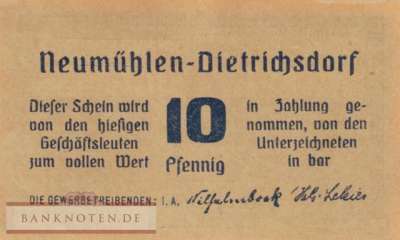 Neumühlen-Dietrichsdorf
Dieser Schein wird
von den hiesigen
Geschäftsleuten
zum vollen Wert
10
Pfennig
in Zahlung ge-
nommen, von den
Unterzeichneten
in bar
DIE GEWERBETREIBENDEN: I. A. Wilhelm
BANKNOTEN.DE